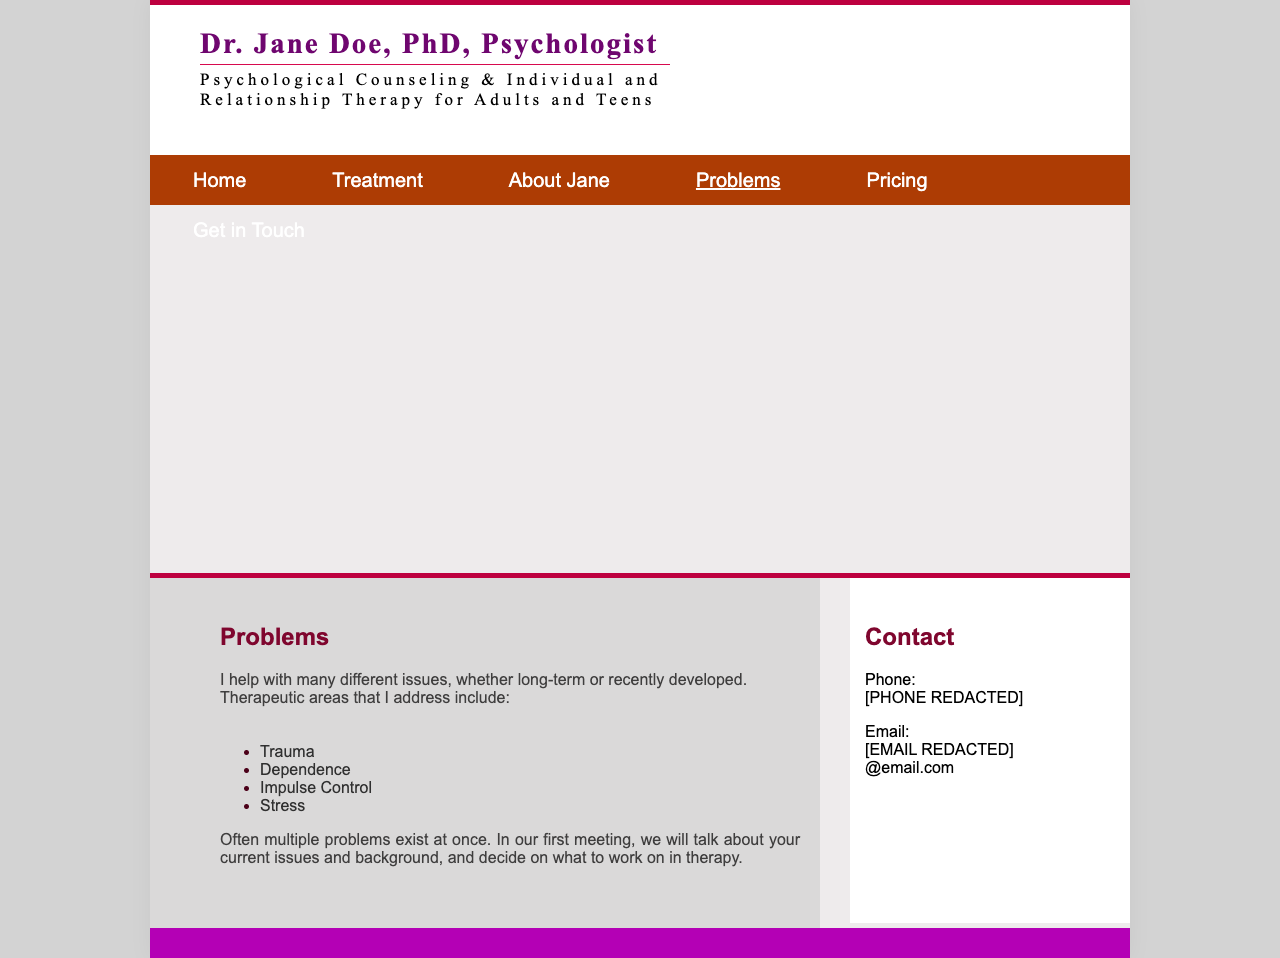 Dr. Jane Doe, PhD, Psychologist
Psychological Counseling & Individual and
Relationship Therapy for Adults and Teens
Home Treatment About Jane Problems Pricing
Get in Touch
Problems
I help with many different issues, whether long-term or recently developed.
Therapeutic areas that I address include:
• Trauma
• Dependence
• Impulse Control
• Stress
Often multiple problems exist at once. In our first meeting, we will talk about your
current issues and background, and decide on what to work on in therapy.
Contact
Phone:
[PHONE REDACTED]
Email:
[EMAIL REDACTED]
@email.com